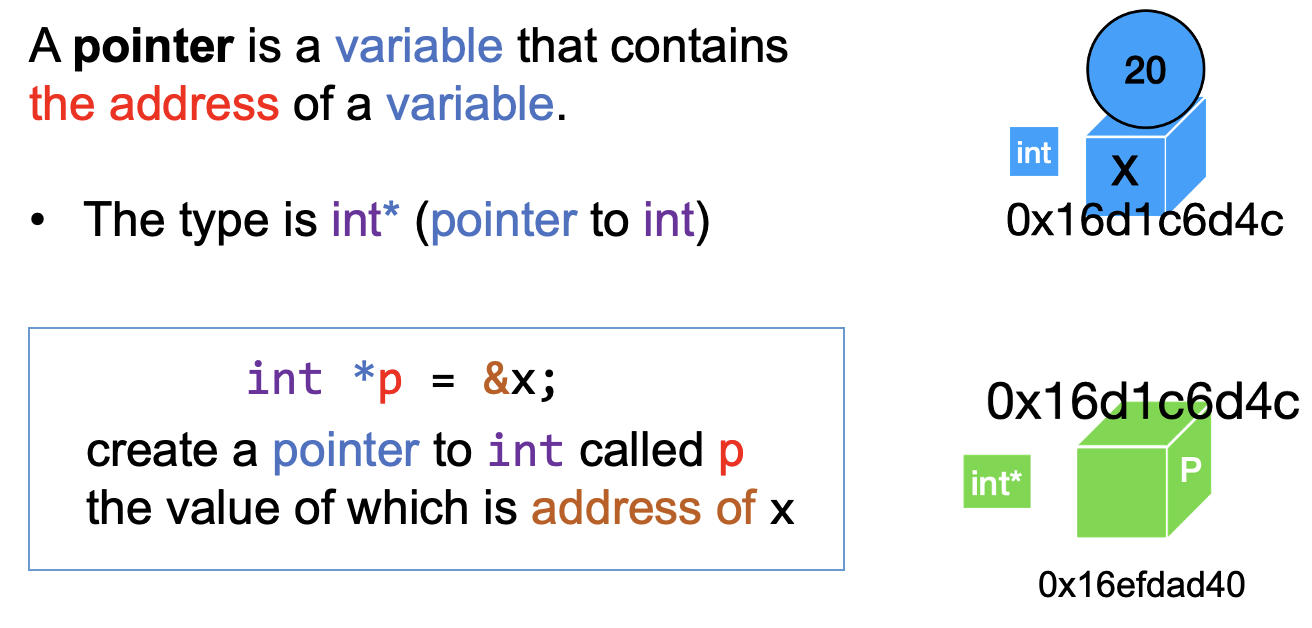 A pointer is a variable that contains
the address of a variable.
• The type is int* (pointer to int)
int *p = &x;
create a pointer to int called p
the value of which is address of x
20
int
X
0x16d1c6d4c
0x16d1c6d4c
int*
P
0x16efdad40